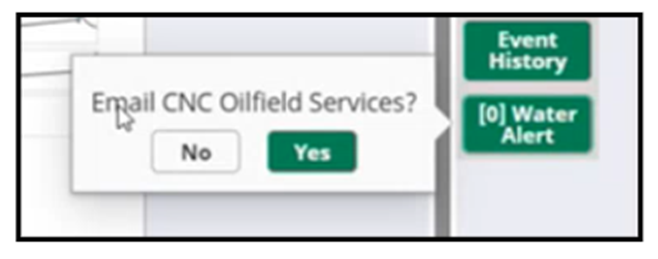 Email CNC Oilfield Services?
No
Yes
Event
History
[0] Water
Alert